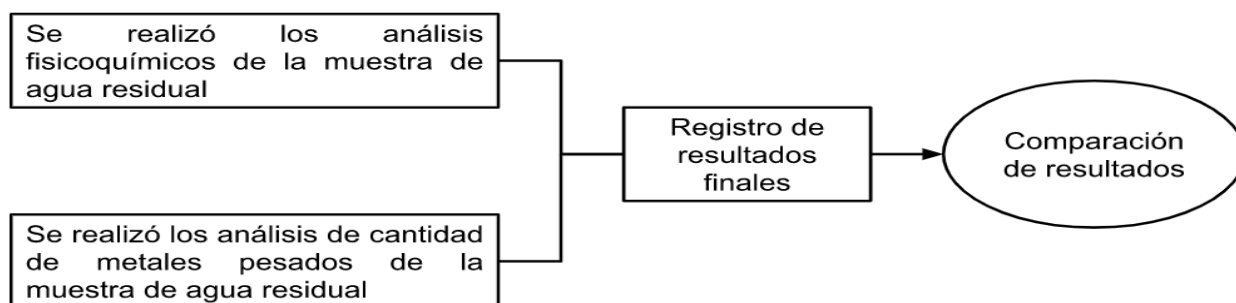 Se realizó los análisis
fisicoquímicos de la muestra de
agua residual
Se realizó los análisis de cantidad
de metales pesados de la
muestra de agua residual
Registro de
resultados
finales
Comparación
de resultados